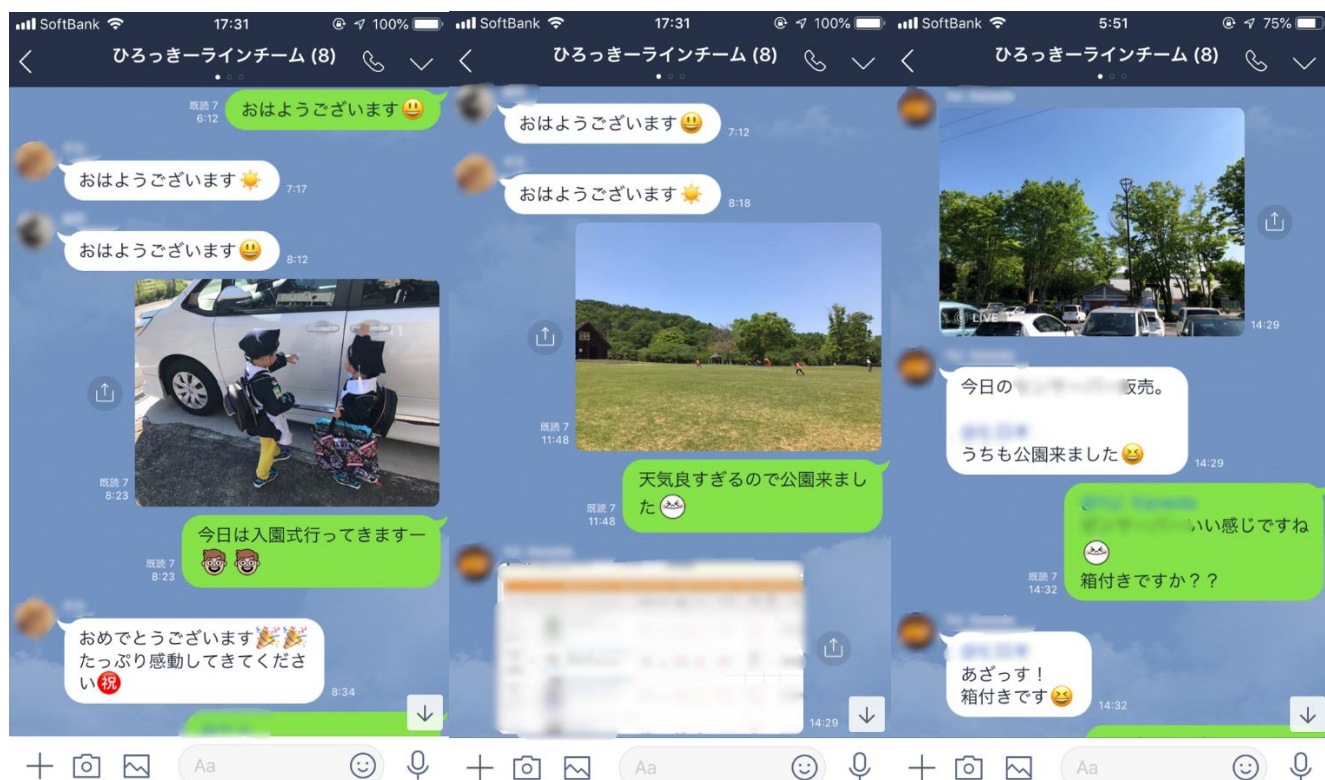 SoftBank 17:31 100%
ひろっきーラインチーム (8)
既読 7
6:12
おはようございます😃
おはようございます☀️
7:17
おはようございます😃
8:12
既読 7
8:23
今日は入園式行ってきますー
既読 7
8:23
おめでとうございます🎉🎉
たっぷり感動してきてくださ
い㊗️
8:34
Aa
SoftBank 17:31 100%
ひろっきーラインチーム (8)
おはようございます😃
7:12
おはようございます☀️
8:18
既読 7
11:48
天気良すぎるので公園来まし
た
既読 7
11:48
14:29
Aa
SoftBank 5:51 75%
ひろっきーラインチーム (8)
LIVE
14:29
今日の
販売。
うちも公園来ました😆
14:29
いい感じですね
箱付きですか？？
既読 7
14:32
あざっす！
箱付きです😆
14:32
Aa